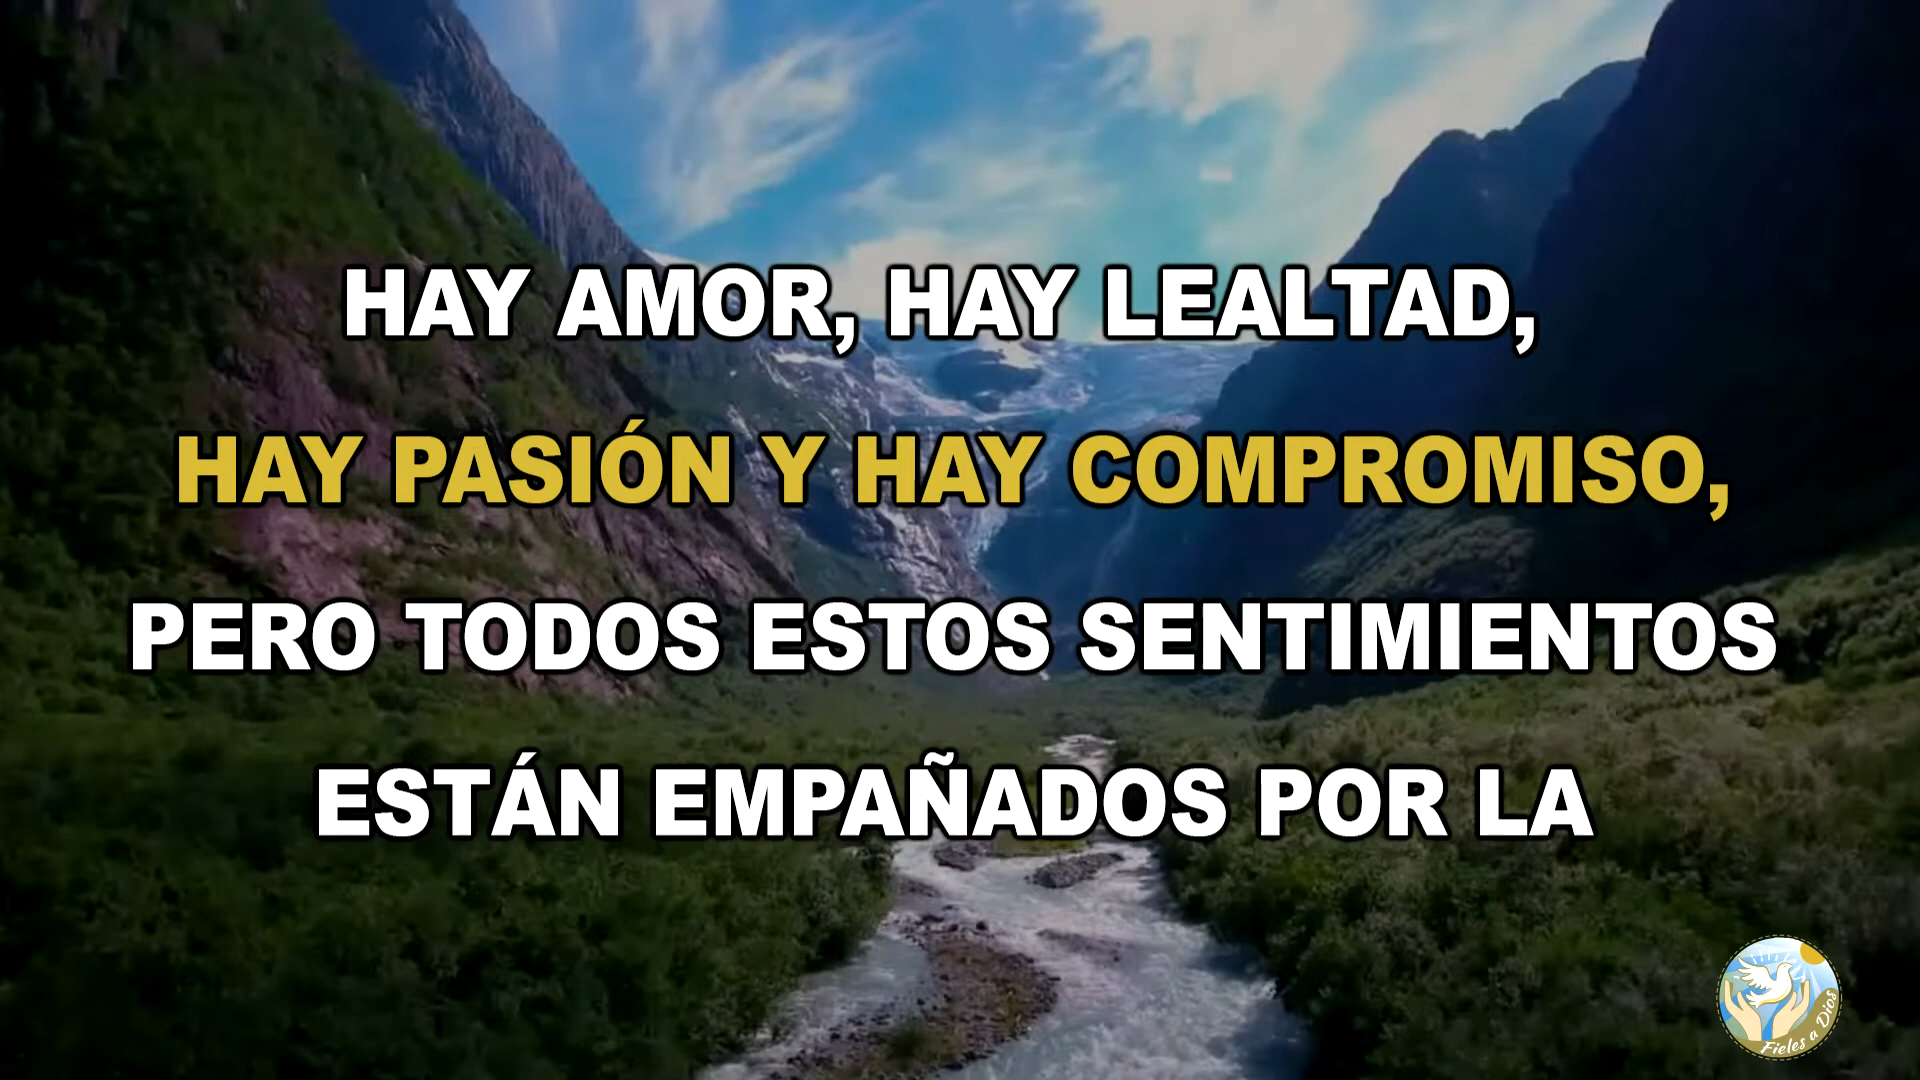 HAY AMOR, HAY LEALTAD,
HAY PASIÓN Y HAY COMPROMISO,
PERO TODOS ESTOS SENTIMIENTOS
ESTÁN EMPAÑADOS POR LA
Fieles a Dios